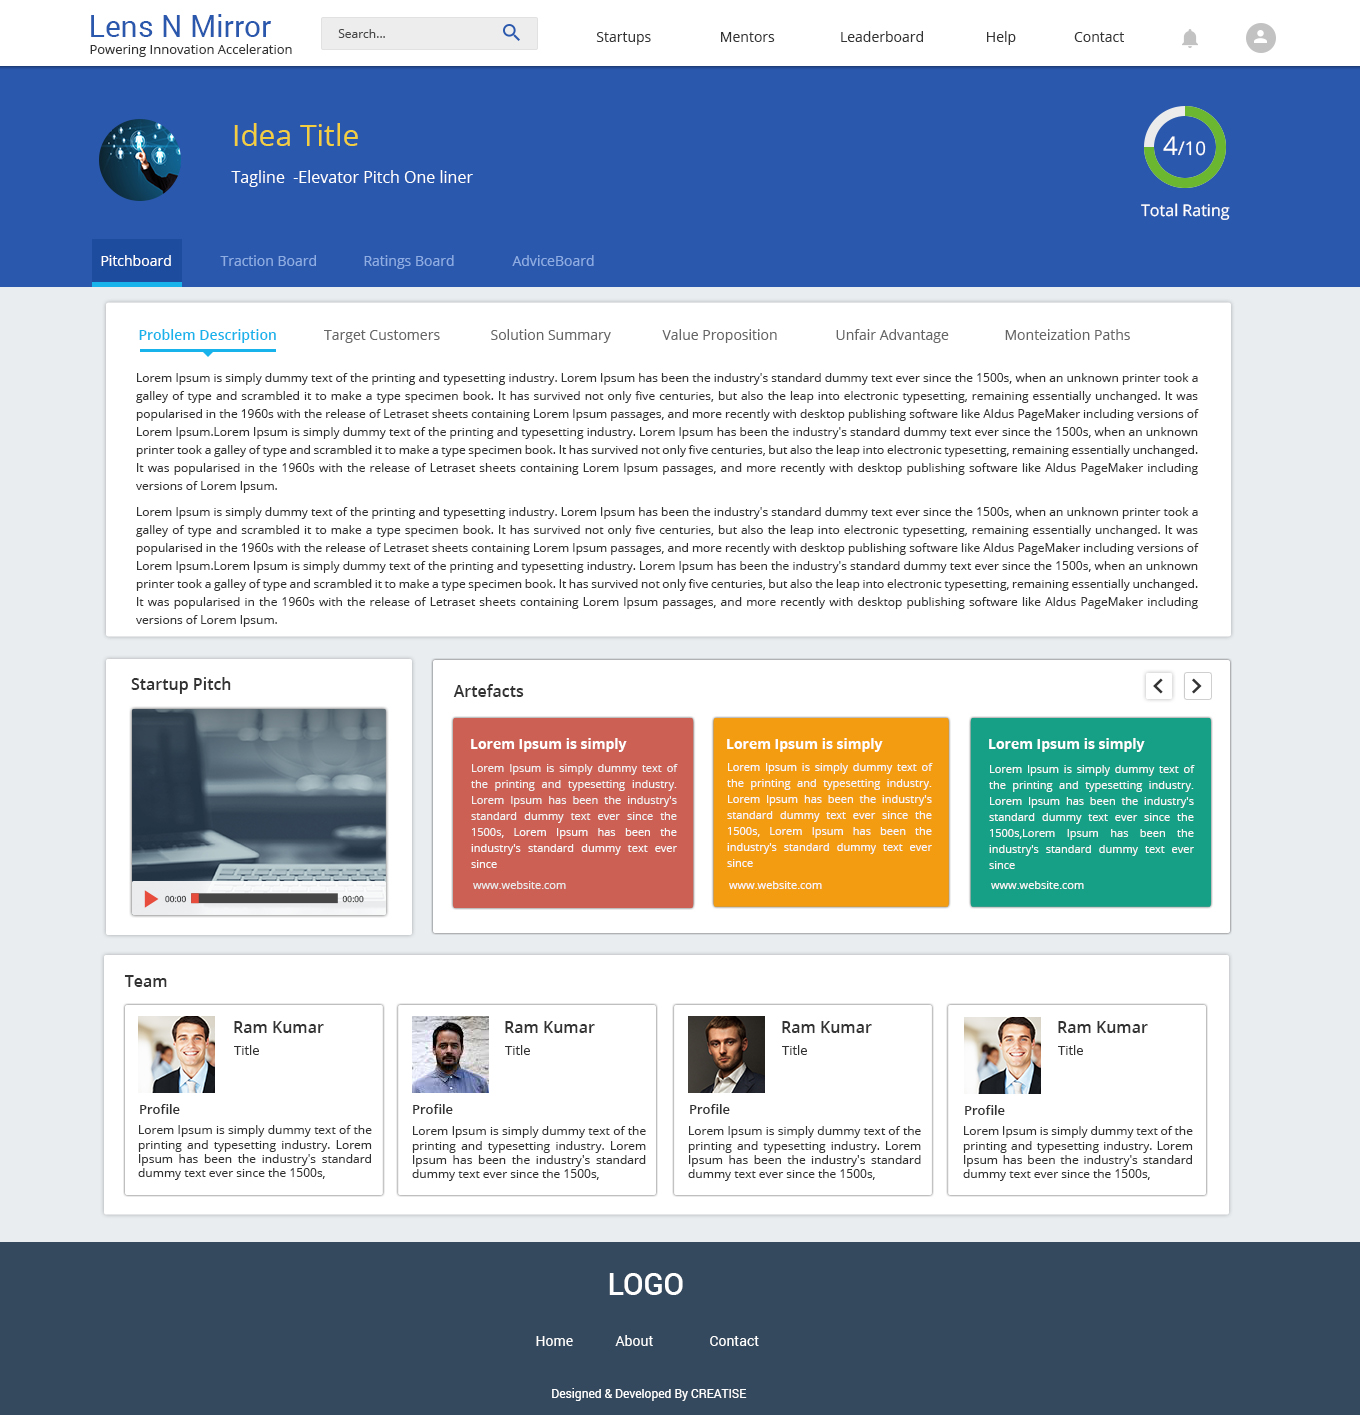 Lens N Mirror
Powering Innovation Acceleration
Search...
Startups
Mentors
Leaderboard
Help
Contact
Idea Title
Tagline -Elevator Pitch One liner
4/10
Total Rating
Pitchboard
Traction Board
Ratings Board
AdviceBoard
Problem Description
Target Customers
Solution Summary
Value Proposition
Unfair Advantage
Monteization Paths
Lorem Ipsum is simply dummy text of the printing and typesetting industry. Lorem Ipsum has been the industry's standard dummy text ever since the 1500s, when an unknown printer took a
galley of type and scrambled it to make a type specimen book. It has survived not only five centuries, but also the leap into electronic typesetting, remaining essentially unchanged. It was
popularised in the 1960s with the release of Letraset sheets containing Lorem Ipsum passages, and more recently with desktop publishing software like Aldus PageMaker including versions of
Lorem Ipsum.Lorem Ipsum is simply dummy text of the printing and typesetting industry. Lorem Ipsum has been the industry's standard dummy text ever since the 1500s, when an unknown
printer took a galley of type and scrambled it to make a type specimen book. It has survived not only five centuries, but also the leap into electronic typesetting, remaining essentially unchanged.
It was popularised in the 1960s with the release of Letraset sheets containing Lorem Ipsum passages, and more recently with desktop publishing software like Aldus PageMaker including
versions of Lorem Ipsum.
Lorem Ipsum is simply dummy text of the printing and typesetting industry. Lorem Ipsum has been the industry's standard dummy text ever since the 1500s, when an unknown printer took a
galley of type and scrambled it to make a type specimen book. It has survived not only five centuries, but also the leap into electronic typesetting, remaining essentially unchanged. It was
popularised in the 1960s with the release of Letraset sheets containing Lorem Ipsum passages, and more recently with desktop publishing software like Aldus PageMaker including versions of
Lorem Ipsum.Lorem Ipsum is simply dummy text of the printing and typesetting industry. Lorem Ipsum has been the industry's standard dummy text ever since the 1500s, when an unknown
printer took a galley of type and scrambled it to make a type specimen book. It has survived not only five centuries, but also the leap into electronic typesetting, remaining essentially unchanged.
It was popularised in the 1960s with the release of Letraset sheets containing Lorem Ipsum passages, and more recently with desktop publishing software like Aldus PageMaker including
versions of Lorem Ipsum.
Startup Pitch
00:00
00:00
Artefacts
Lorem Ipsum is simply
Lorem Ipsum is simply dummy text of
the printing and typesetting industry.
Lorem Ipsum has been the industry's
standard dummy text ever since the
1500s, Lorem Ipsum has been the
industry's standard dummy text ever
since
www.website.com
Lorem Ipsum is simply
Lorem Ipsum is simply dummy text of
the printing and typesetting industry.
Lorem Ipsum has been the industry's
standard dummy text ever since the
1500s, Lorem Ipsum has been the
industry's standard dummy text ever
since
www.website.com
Lorem Ipsum is simply
Lorem Ipsum is simply dummy text of
the printing and typesetting industry.
Lorem Ipsum has been the industry's
standard dummy text ever since the
1500s,Lorem Ipsum has been the
industry's standard dummy text ever
since
www.website.com
Team
Ram Kumar
Title
Profile
Lorem Ipsum is simply dummy text of the
printing and typesetting industry. Lorem
Ipsum has been the industry's standard
dummy text ever since the 1500s,
Ram Kumar
Title
Profile
Lorem Ipsum is simply dummy text of the
printing and typesetting industry. Lorem
Ipsum has been the industry's standard
dummy text ever since the 1500s,
Ram Kumar
Title
Profile
Lorem Ipsum is simply dummy text of the
printing and typesetting industry. Lorem
Ipsum has been the industry's standard
dummy text ever since the 1500s,
Ram Kumar
Title
Profile
Lorem Ipsum is simply dummy text of the
printing and typesetting industry. Lorem
Ipsum has been the industry's standard
dummy text ever since the 1500s,
LOGO
Home
About
Contact
Designed & Developed By CREATISE